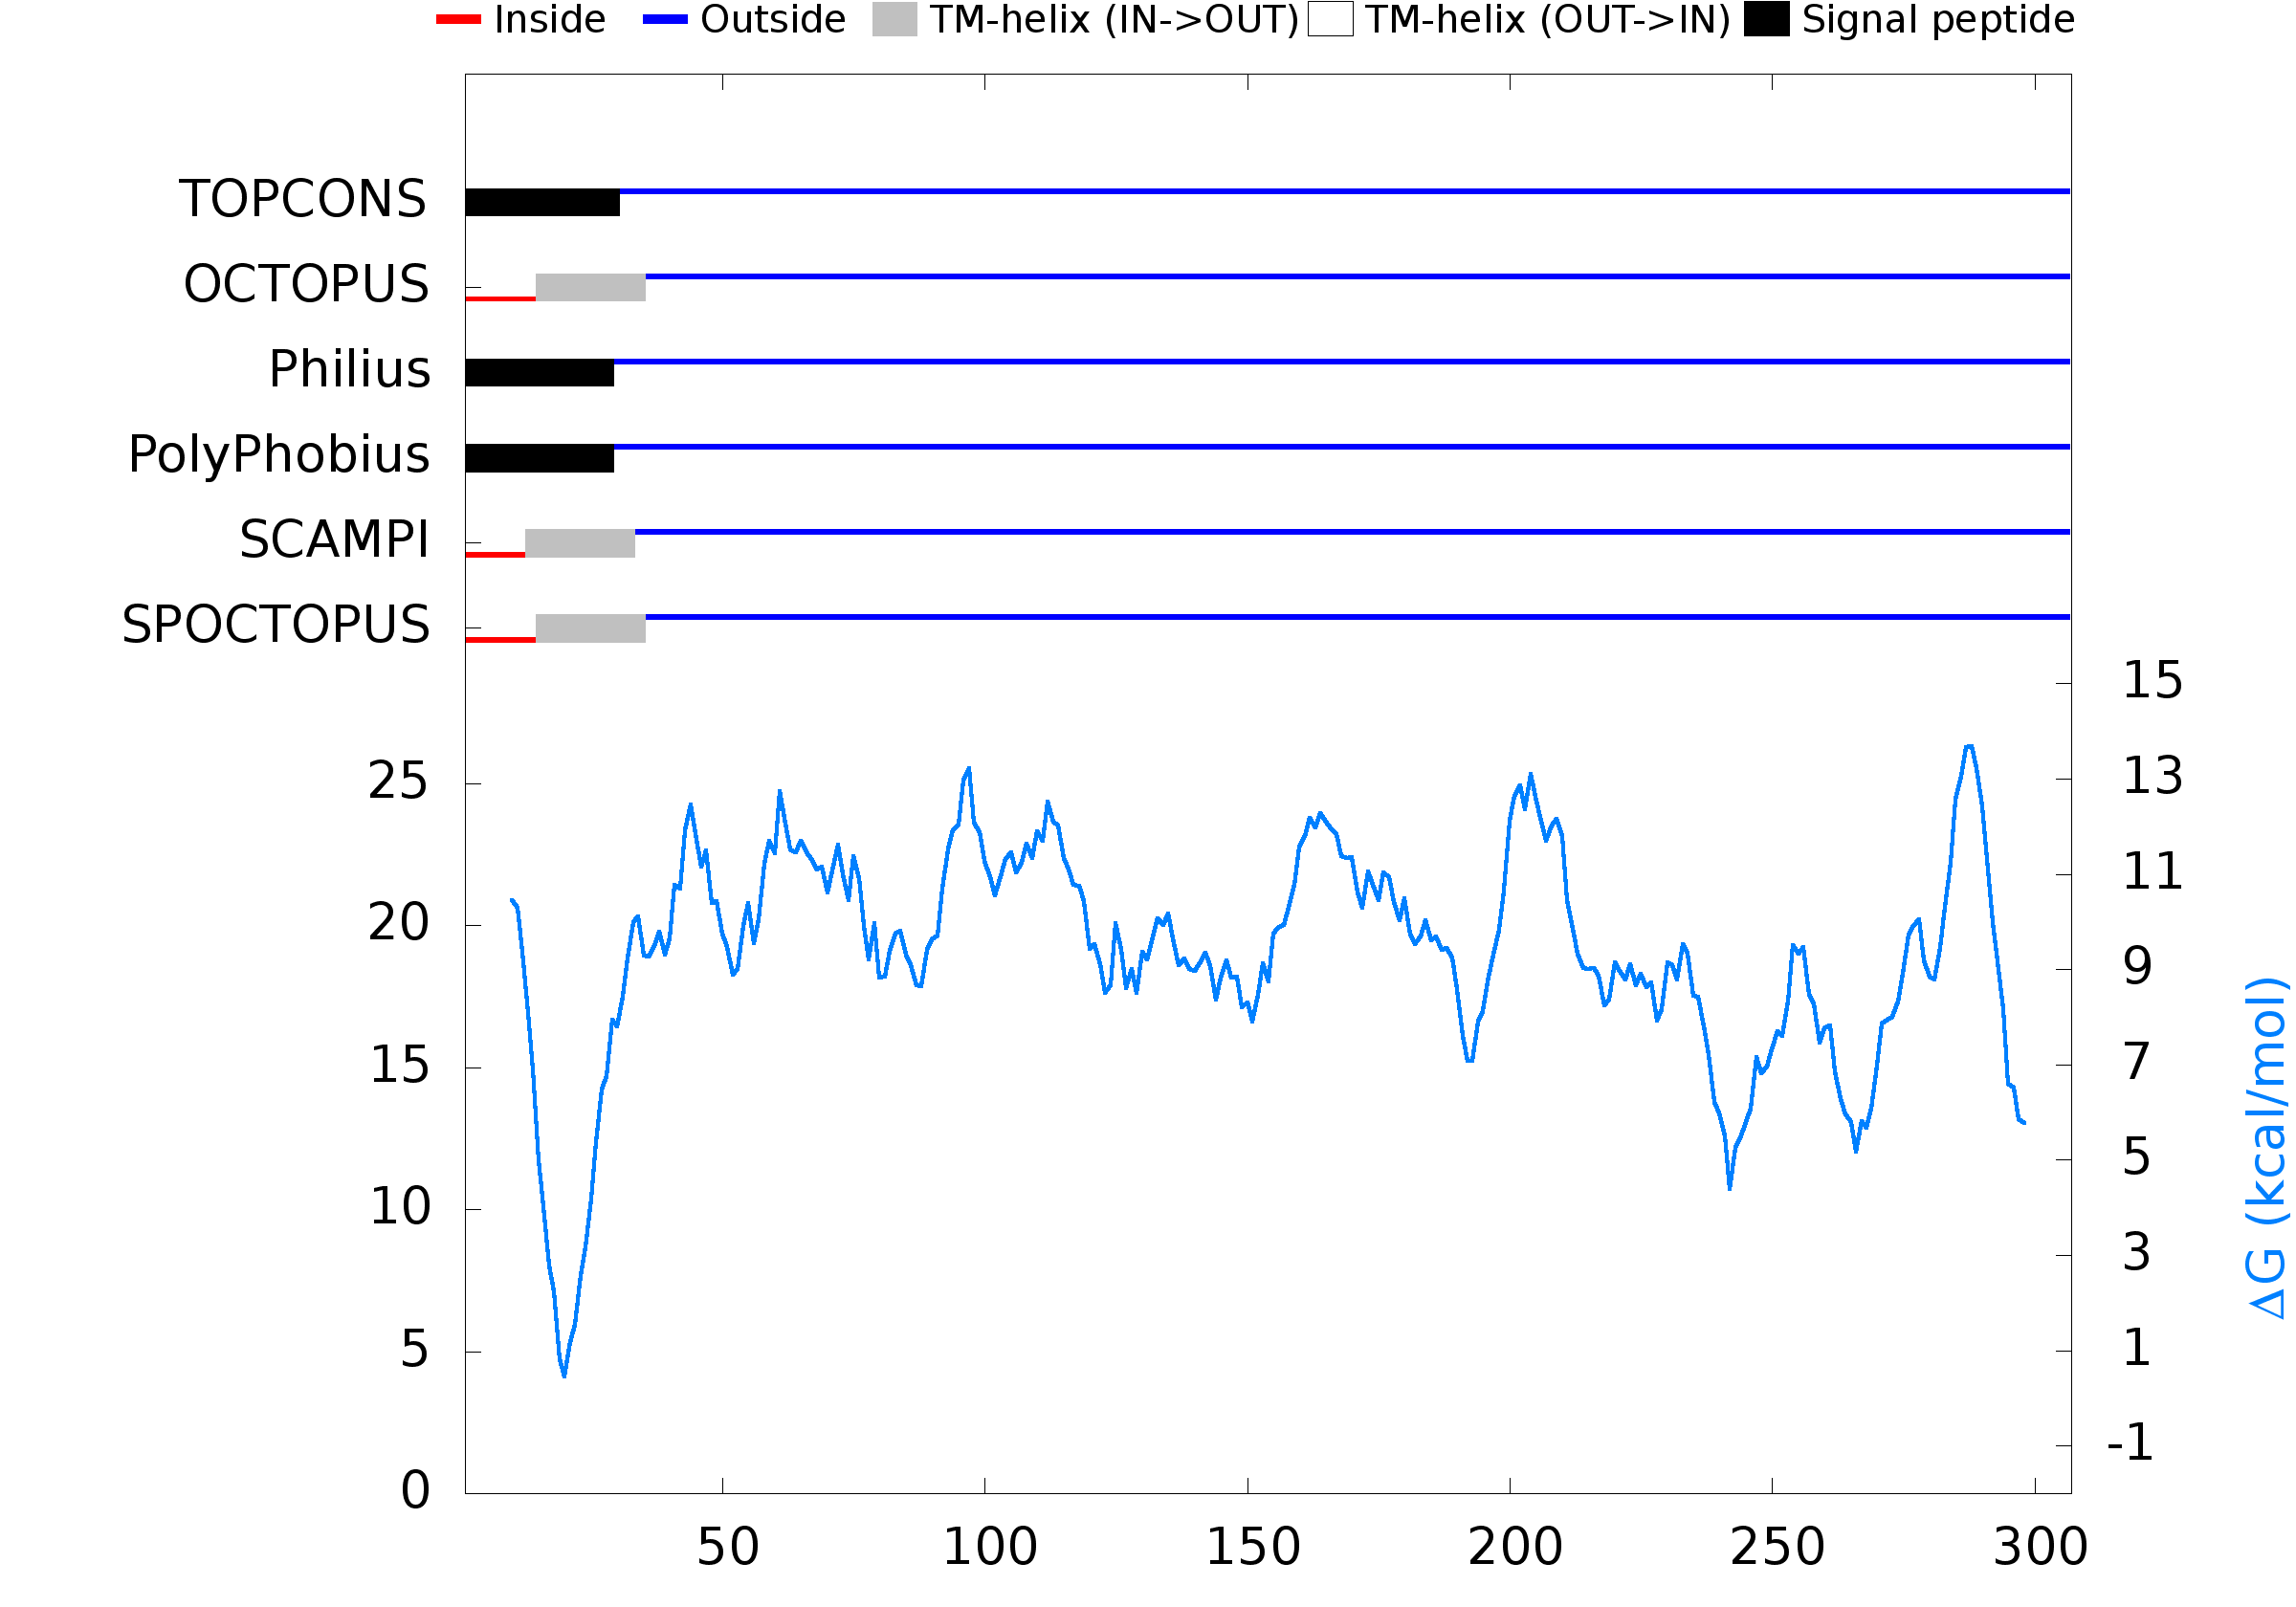 Inside Outside TM-helix (IN->OUT) TM-helix (OUT->IN) Signal peptide
TOPCONS
OCTOPUS
Philius
PolyPhobius
SCAMPI
SPOCTOPUS
15
25 13
11
20
9
15 7
10 5
3
5 1
-1
0
ΔG (kcal/mol)
50 100 150 200 250 300